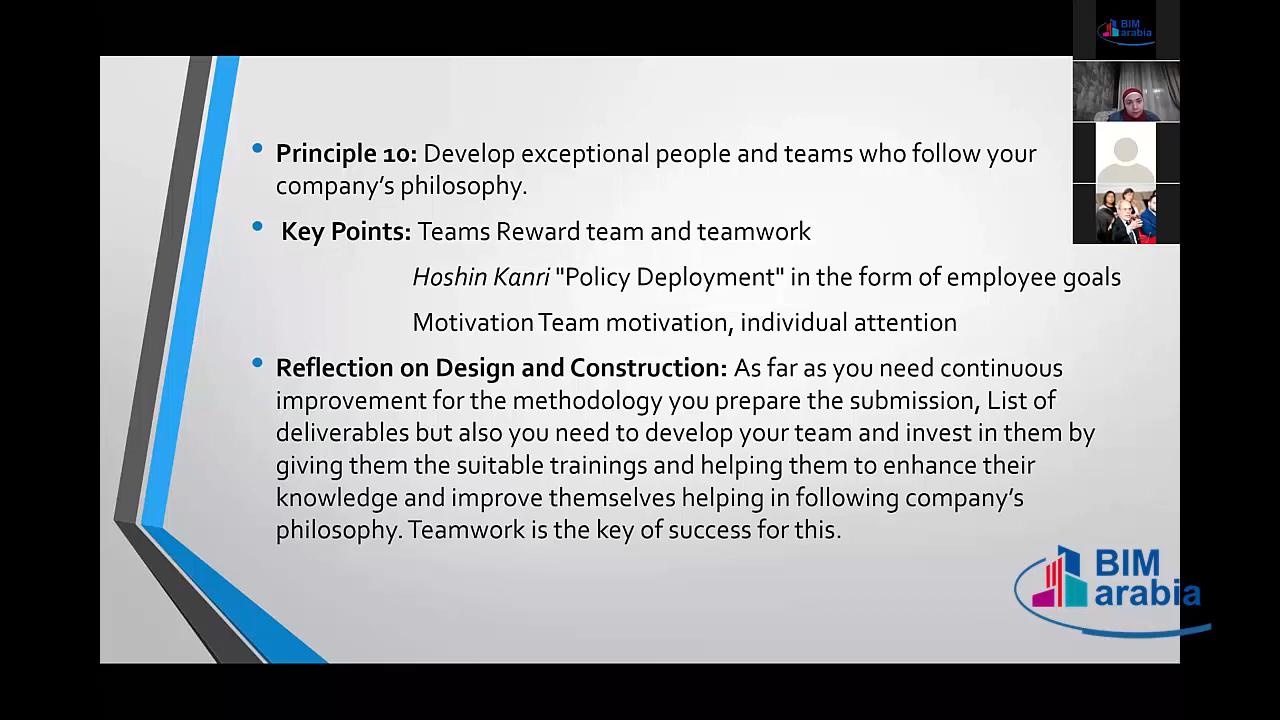 BIM
arabia
• Principle 10: Develop exceptional people and teams who follow your
company's philosophy.
• Key Points: Teams Reward team and teamwork
Hoshin Kanri "Policy Deployment" in the form of employee goals
Motivation Team motivation, individual attention
• Reflection on Design and Construction: As far as you need continuous
improvement for the methodology you prepare the submission, List of
deliverables but also you need to develop your team and invest in them by
giving them the suitable trainings and helping them to enhance their
knowledge and improve themselves helping in following company's
philosophy. Teamwork is the key of success for this.
BIM
arabia